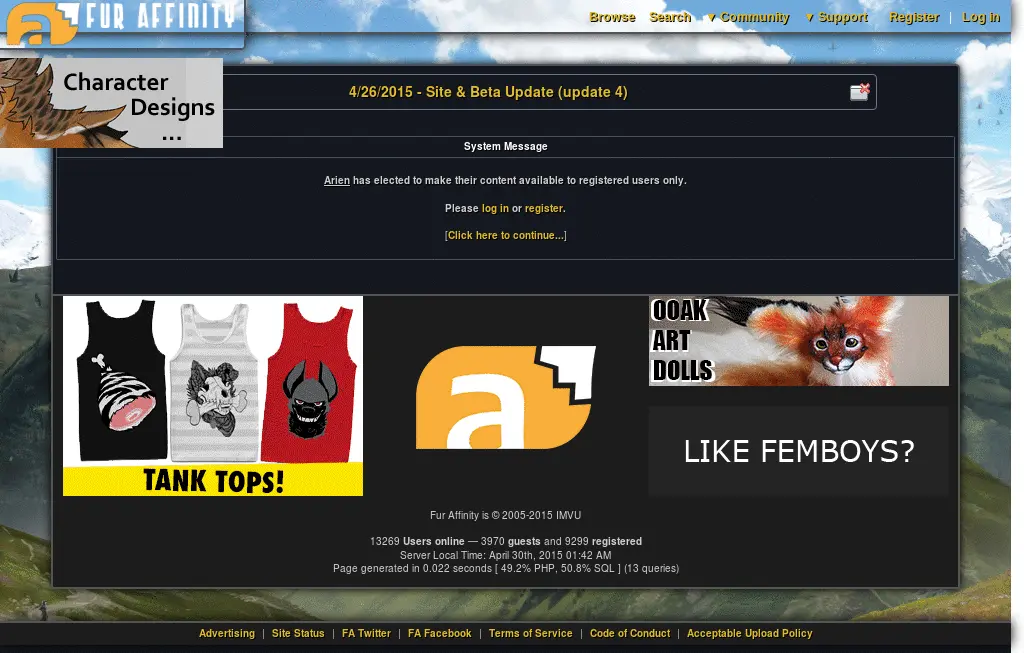 FUR AFFINITY
Browse Search ▼ Community ▼ Support Register | Log in
Character
Designs
...
4/26/2015 - Site & Beta Update (update 4)
System Message
Arien has elected to make their content available to registered users only.
Please log in or register.
[Click here to continue...]
TANK TOPS!
a
OOAK
ART
DOLLS
LIKE FEMBOYS?
Fur Affinity is © 2005-2015 IMVU
13269 Users online — 3970 guests and 9299 registered
Server Local Time: April 30th, 2015 01:42 AM
Page generated in 0.022 seconds [ 49.2% PHP, 50.8% SQL ] (13 queries)
Advertising | Site Status | FA Twitter | FA Facebook | Terms of Service | Code of Conduct | Acceptable Upload Policy